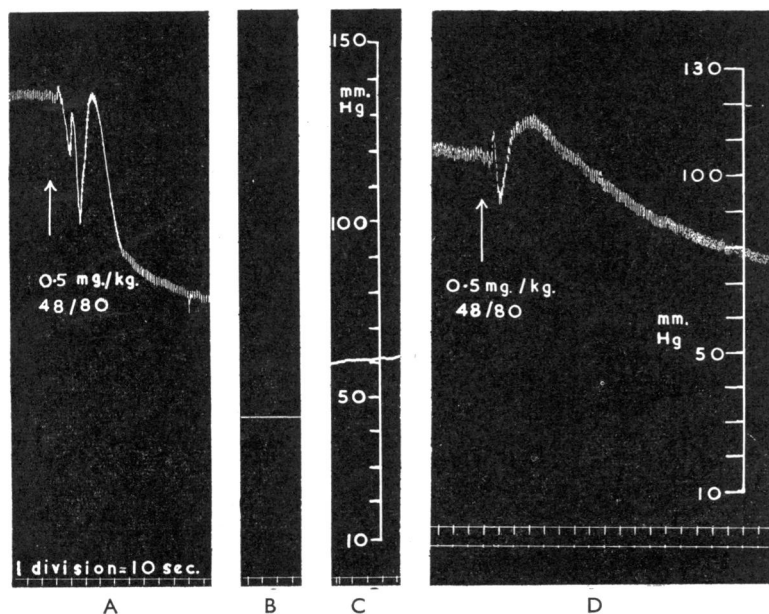 0·5 mg./kg.
48/80
1 division=10 sec.
150
mm.
Hg
100
50
10
0·5 mg./kg.
48/80
130
100
mm.
Hg
50
10
A
B
C
D